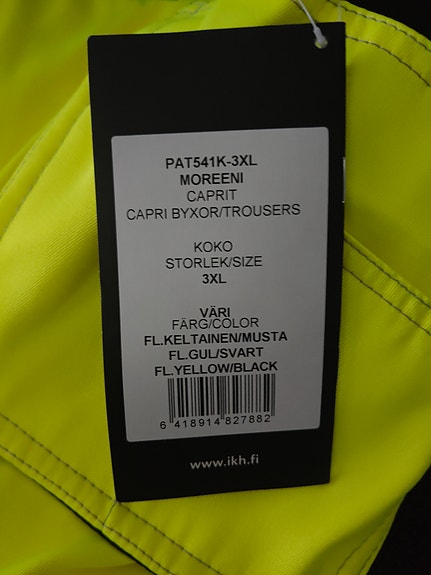 PAT541K-3XL
MOREENI
CAPRIT
CAPRI BYXOR/TROUSERS
KOKO
STORLEK/SIZE
3XL
VÄRI
FÄRG/COLOR
FL.KELTAINEN/MUSTA
FL.GUL/SVART
FL.YELLOW/BLACK
6 418914 827882
www.ikh.fi